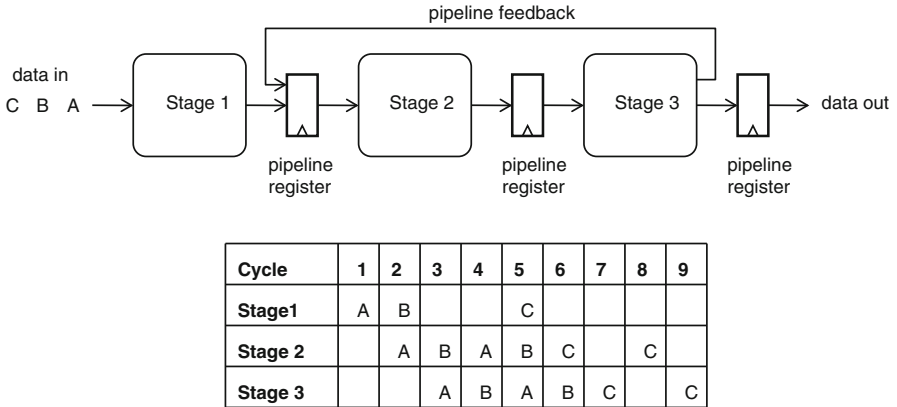 pipeline feedback
data in
C B A
Stage 1
Stage 2
Stage 3
data out
pipeline
register
pipeline
register
pipeline
register
Cycle 1 2 3 4 5 6 7 8 9
Stage1 A B C
Stage 2 A B A B C C
Stage 3 A B A B C C